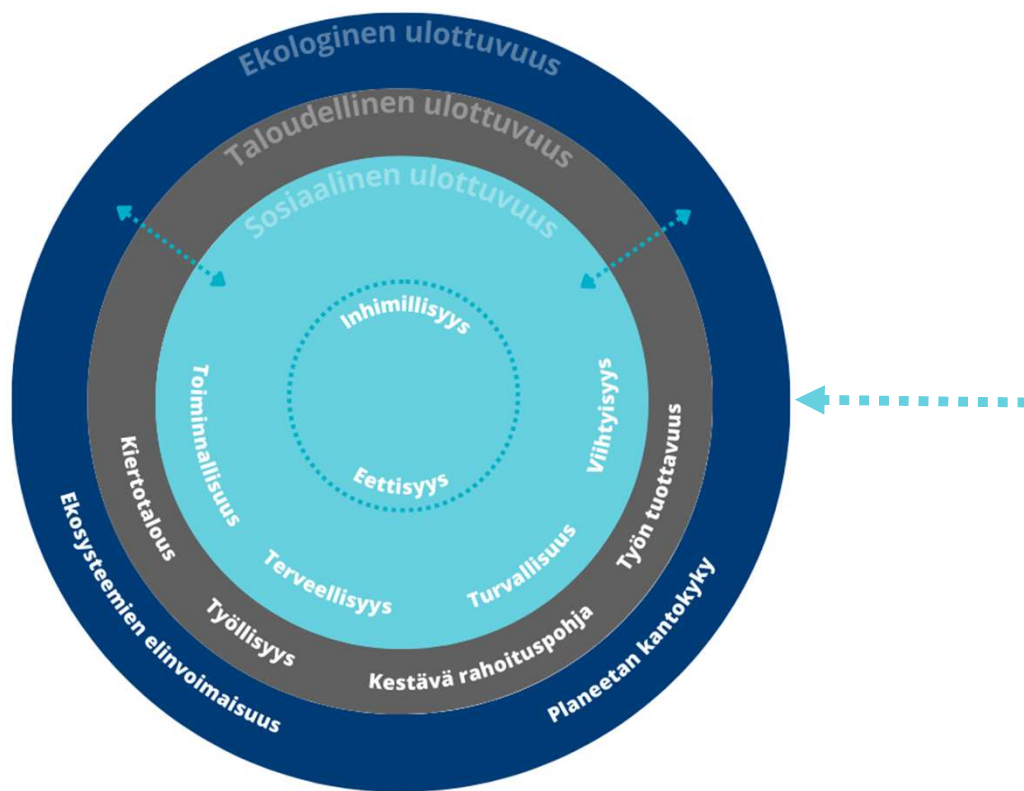 Ekologinen ulottuvuus
Taloudellinen ulottuvuus
Sosiaalinen ulottuvuus
Inhimillisyys
Eettisyys
Toiminnallisuus
Terveellisyys
Turvallisuus
Viihtyisyys
Kiertotalous
Työllisyys
Kestävä rahoituspohja
Työn tuottavuus
Ekosysteemien elinvoimaisuus
Planeetan kantokyky